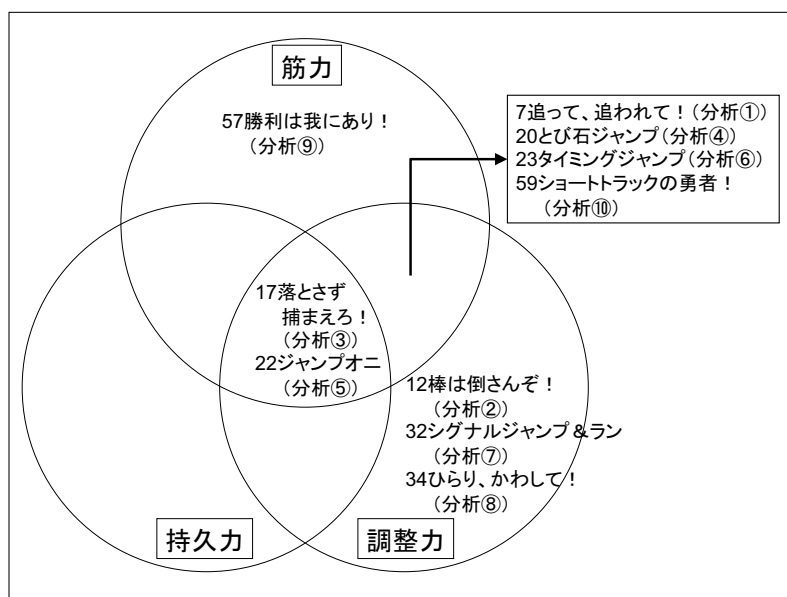 筋力
57勝利は我にあり！
（分析⑨）
7追って、追われて！（分析①）
20とび石ジャンプ（分析④）
23タイミングジャンプ（分析⑥）
59ショートトラックの勇者！
（分析⑩）
17落とさず
捕まえろ！
（分析③）
22ジャンプオニ
（分析⑤）
12棒は倒さんぞ！
（分析②）
32シグナルジャンプ＆ラン
（分析⑦）
34ひらり、かわして！
（分析⑧）
持久力
調整力